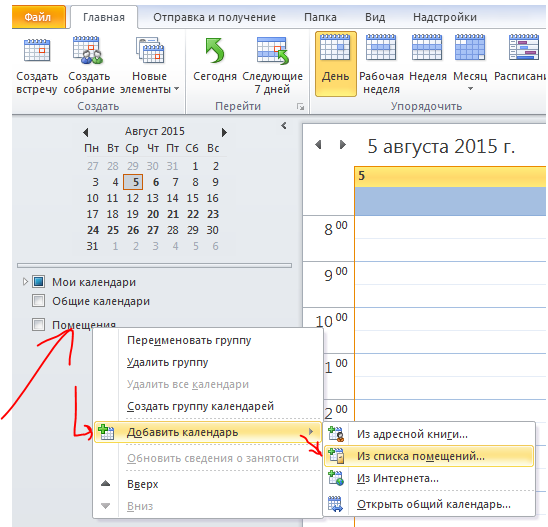 Файл Главная Отправка и получение Папка Вид Надстройки
Создать встречу
Создать собрание
Новые элементы
Сегодня
Следующие 7 дней
День
Рабочая неделя
Неделя
Месяц
Расписани
Создать
Перейти
Упорядочить
Август 2015
Пн Вт Ср Чт Пт Сб Вс
27 28 29 30 31 1 2
3 4 5 6 7 8 9
10 11 12 13 14 15 16
17 18 19 20 21 22 23
24 25 26 27 28 29 30
31 1 2 3 4 5 6
5 августа 2015 г.
5
8 00
9 00
10 00
1 00
2
Мои календари
Общие календари
Помещения
Переименовать группу
Удалить группу
Удалить все календари
Создать группу календарей
Добавить календарь
Обновить сведения о занятости
Вверх
Вниз
Из адресной книги...
Из списка помещений...
Из Интернета...
Открыть общий календарь...